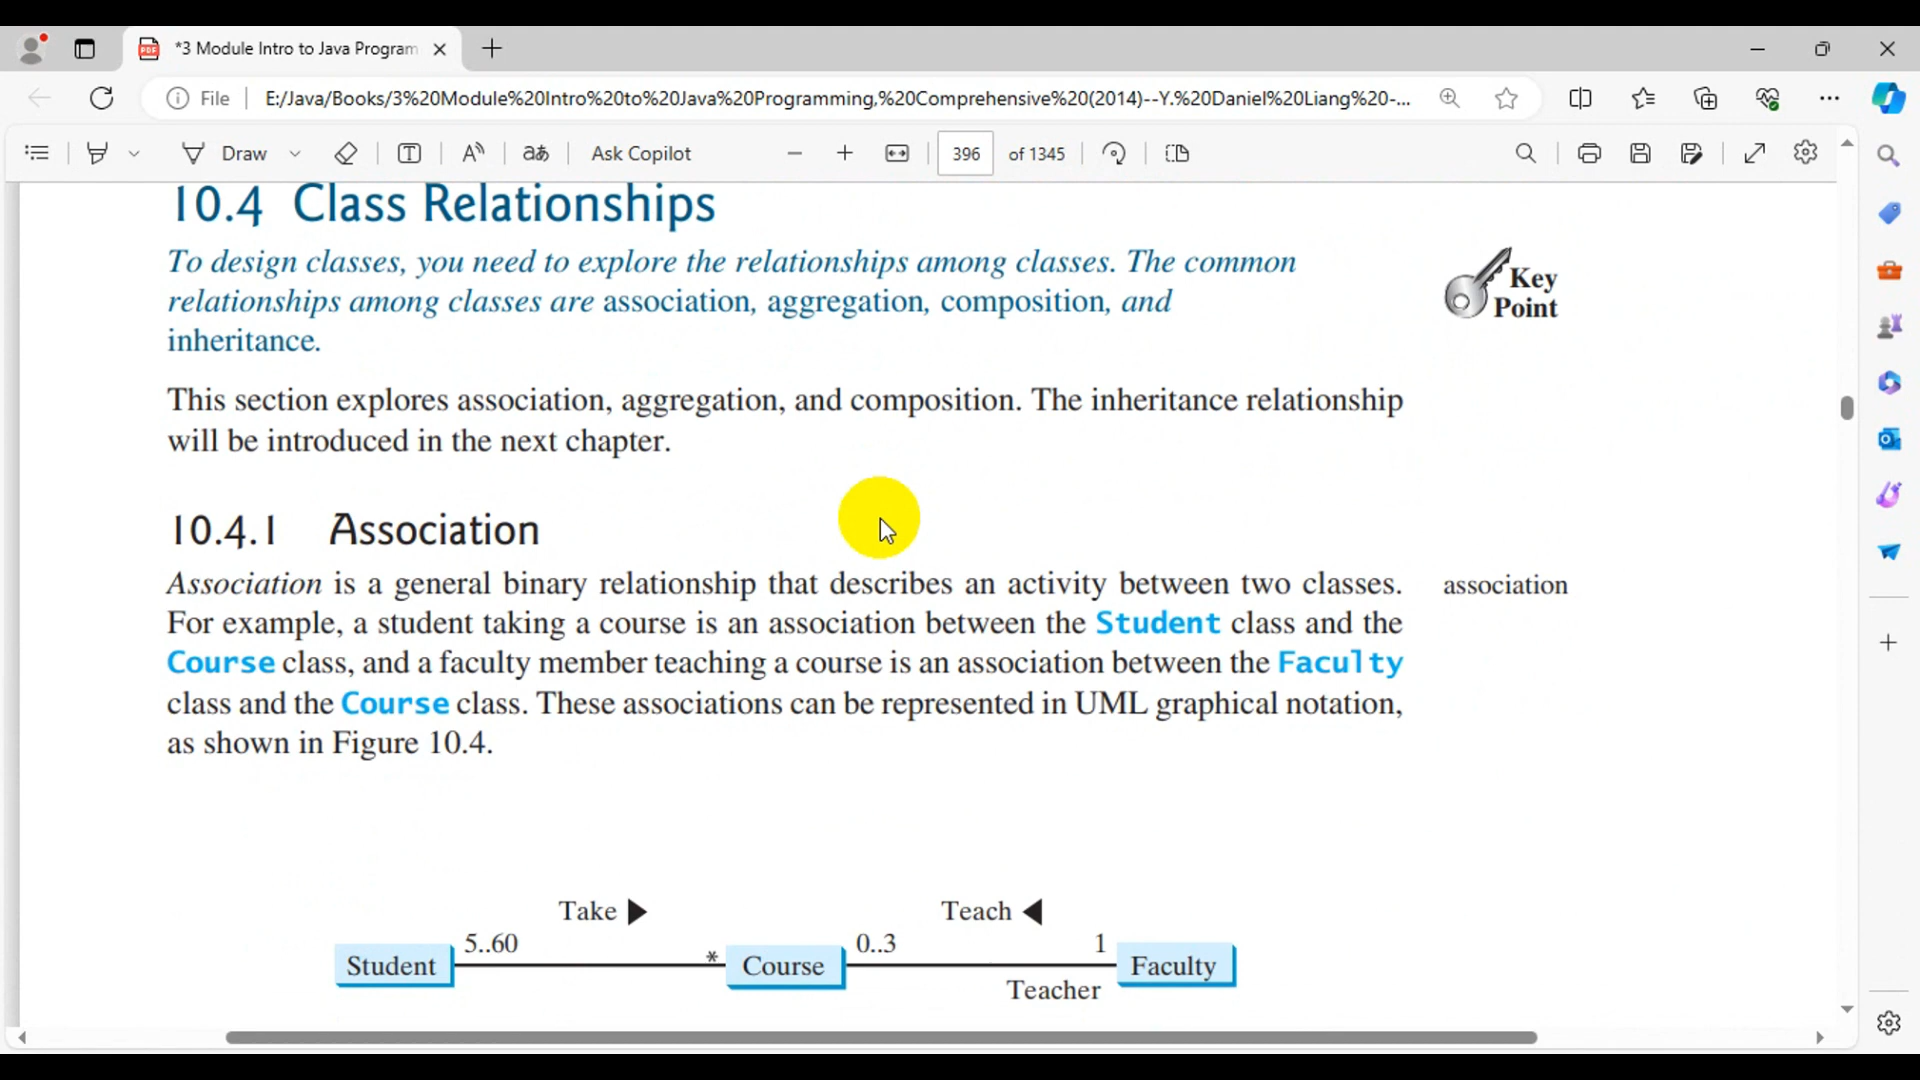 *3 Module Intro to Java Program
File
E:/Java/Books/3%20Module%20Intro%20to%20Java%20Programming,%20Comprehensive%20(2014)--Y.%20Daniel%20Liang%20-...
Draw
aあ
Ask Copilot
396 of 1345
10.4 Class Relationships
To design classes, you need to explore the relationships among classes. The common
relationships among classes are association, aggregation, composition, and
inheritance.
Key
Point
This section explores association, aggregation, and composition. The inheritance relationship
will be introduced in the next chapter.
10.4.1 Association
Association is a general binary relationship that describes an activity between two classes.
association
For example, a student taking a course is an association between the Student class and the
Course class, and a faculty member teaching a course is an association between the Faculty
class and the Course class. These associations can be represented in UML graphical notation,
as shown in Figure 10.4.
Take Teach
5..60 * 0..3 1
Student Course Faculty
Teacher